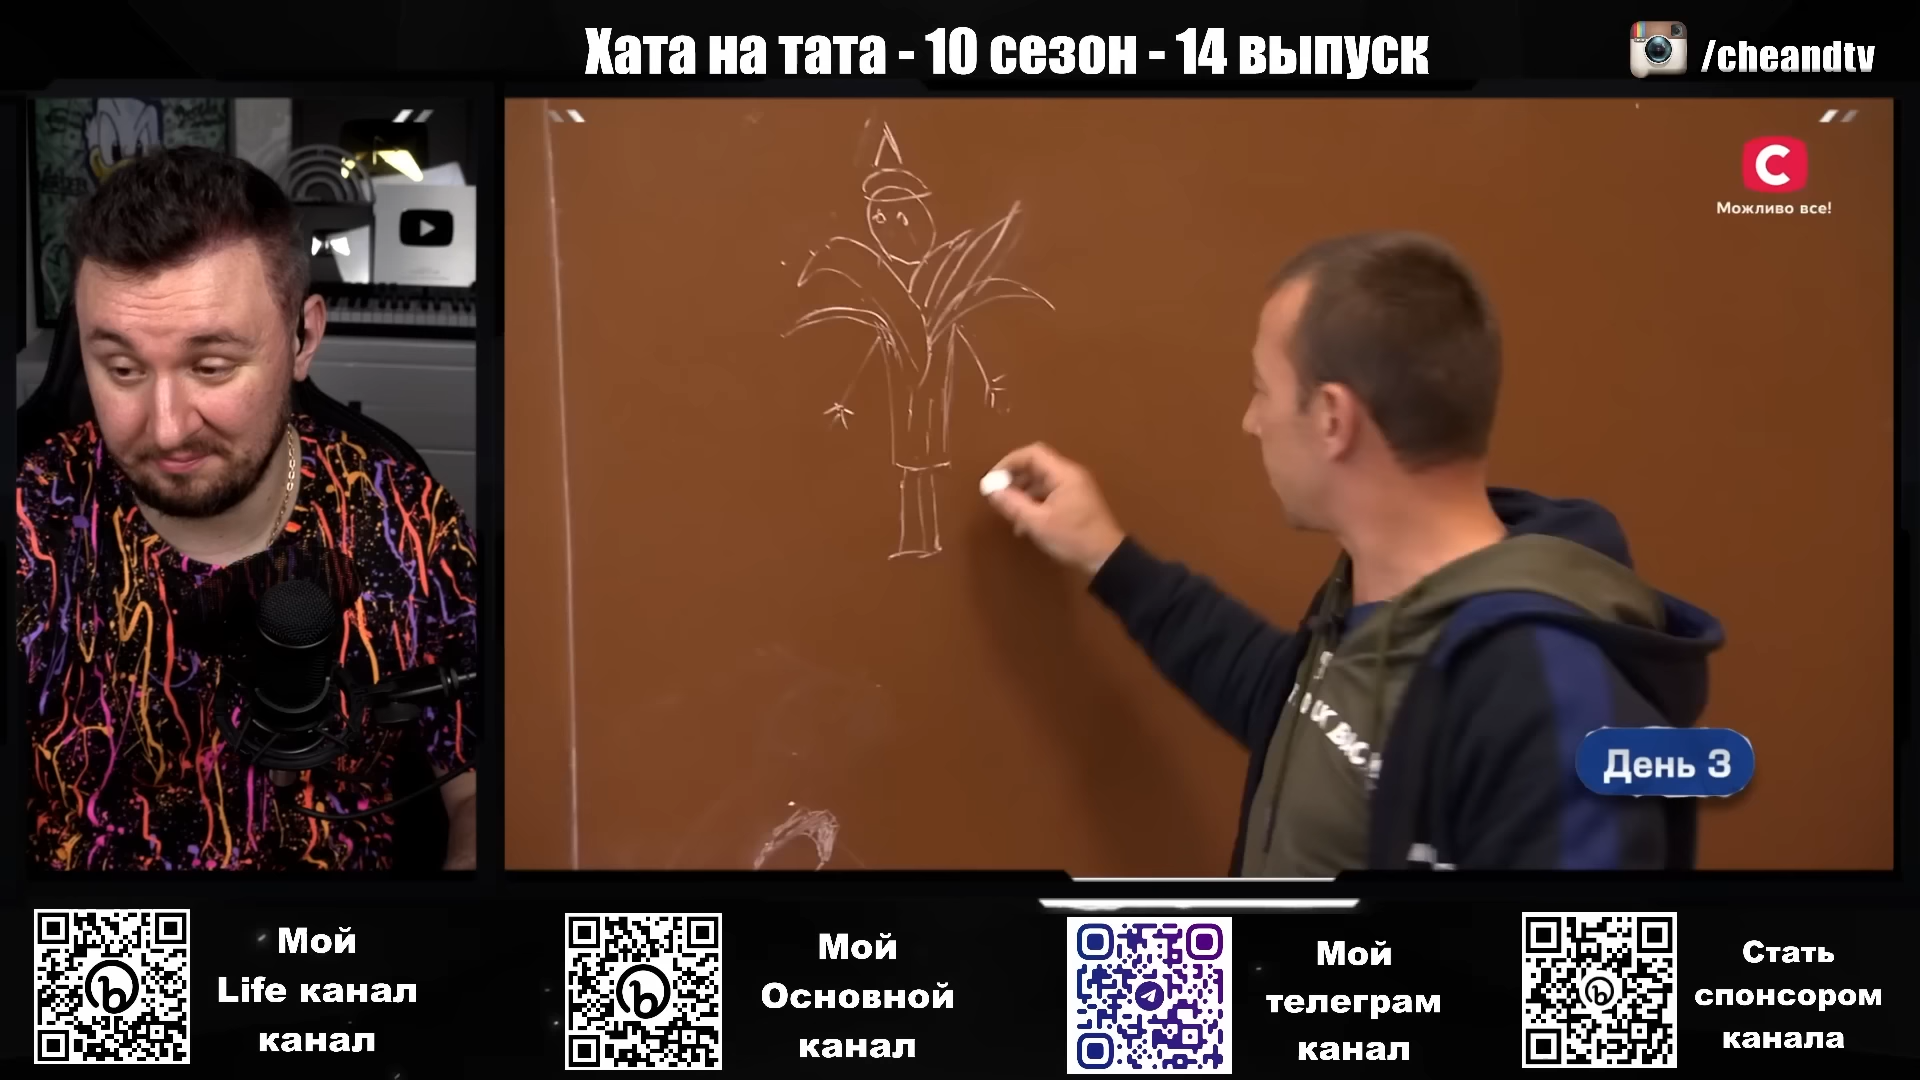 Хата на тата - 10 сезон - 14 выпуск
/cheandtv
Можливо все!
День 3
Мой
Life канал
канал
Мой
Основной
канал
Мой
телеграм
канал
Стать
спонсором
канала